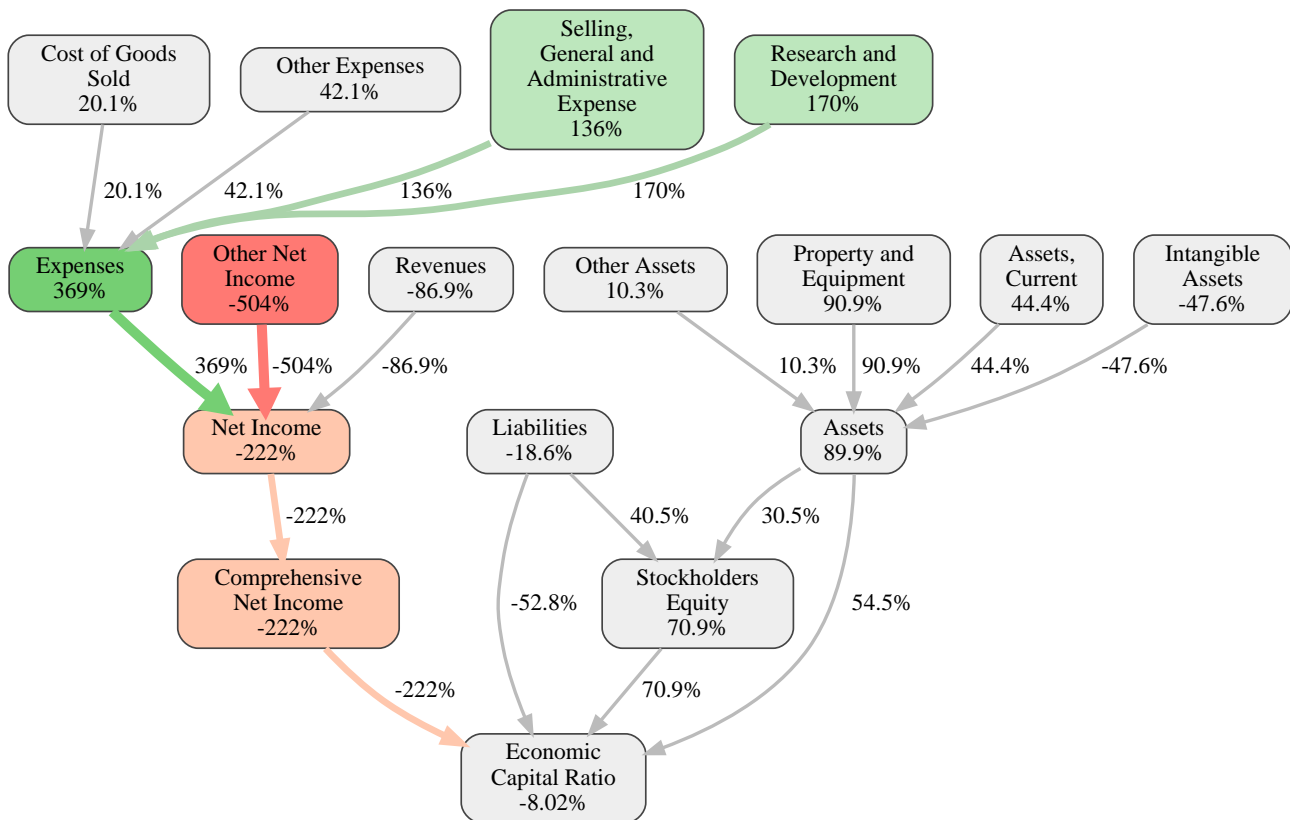 Cost of Goods
Sold
20.1%
Other Expenses
42.1%
Selling,
General and
Administrative
Expense
136%
Research and
Development
170%
20.1%
42.1%
136%
170%
Expenses
369%
Other Net
Income
-504%
Revenues
-86.9%
Other Assets
10.3%
Property and
Equipment
90.9%
Assets,
Current
44.4%
Intangible
Assets
-47.6%
369%
-504%
-86.9%
10.3%
90.9%
44.4%
-47.6%
Net Income
-222%
Liabilities
-18.6%
Assets
89.9%
-222%
40.5%
30.5%
Comprehensive
Net Income
-222%
-52.8%
Stockholders
Equity
70.9%
54.5%
-222%
70.9%
Economic
Capital Ratio
-8.02%